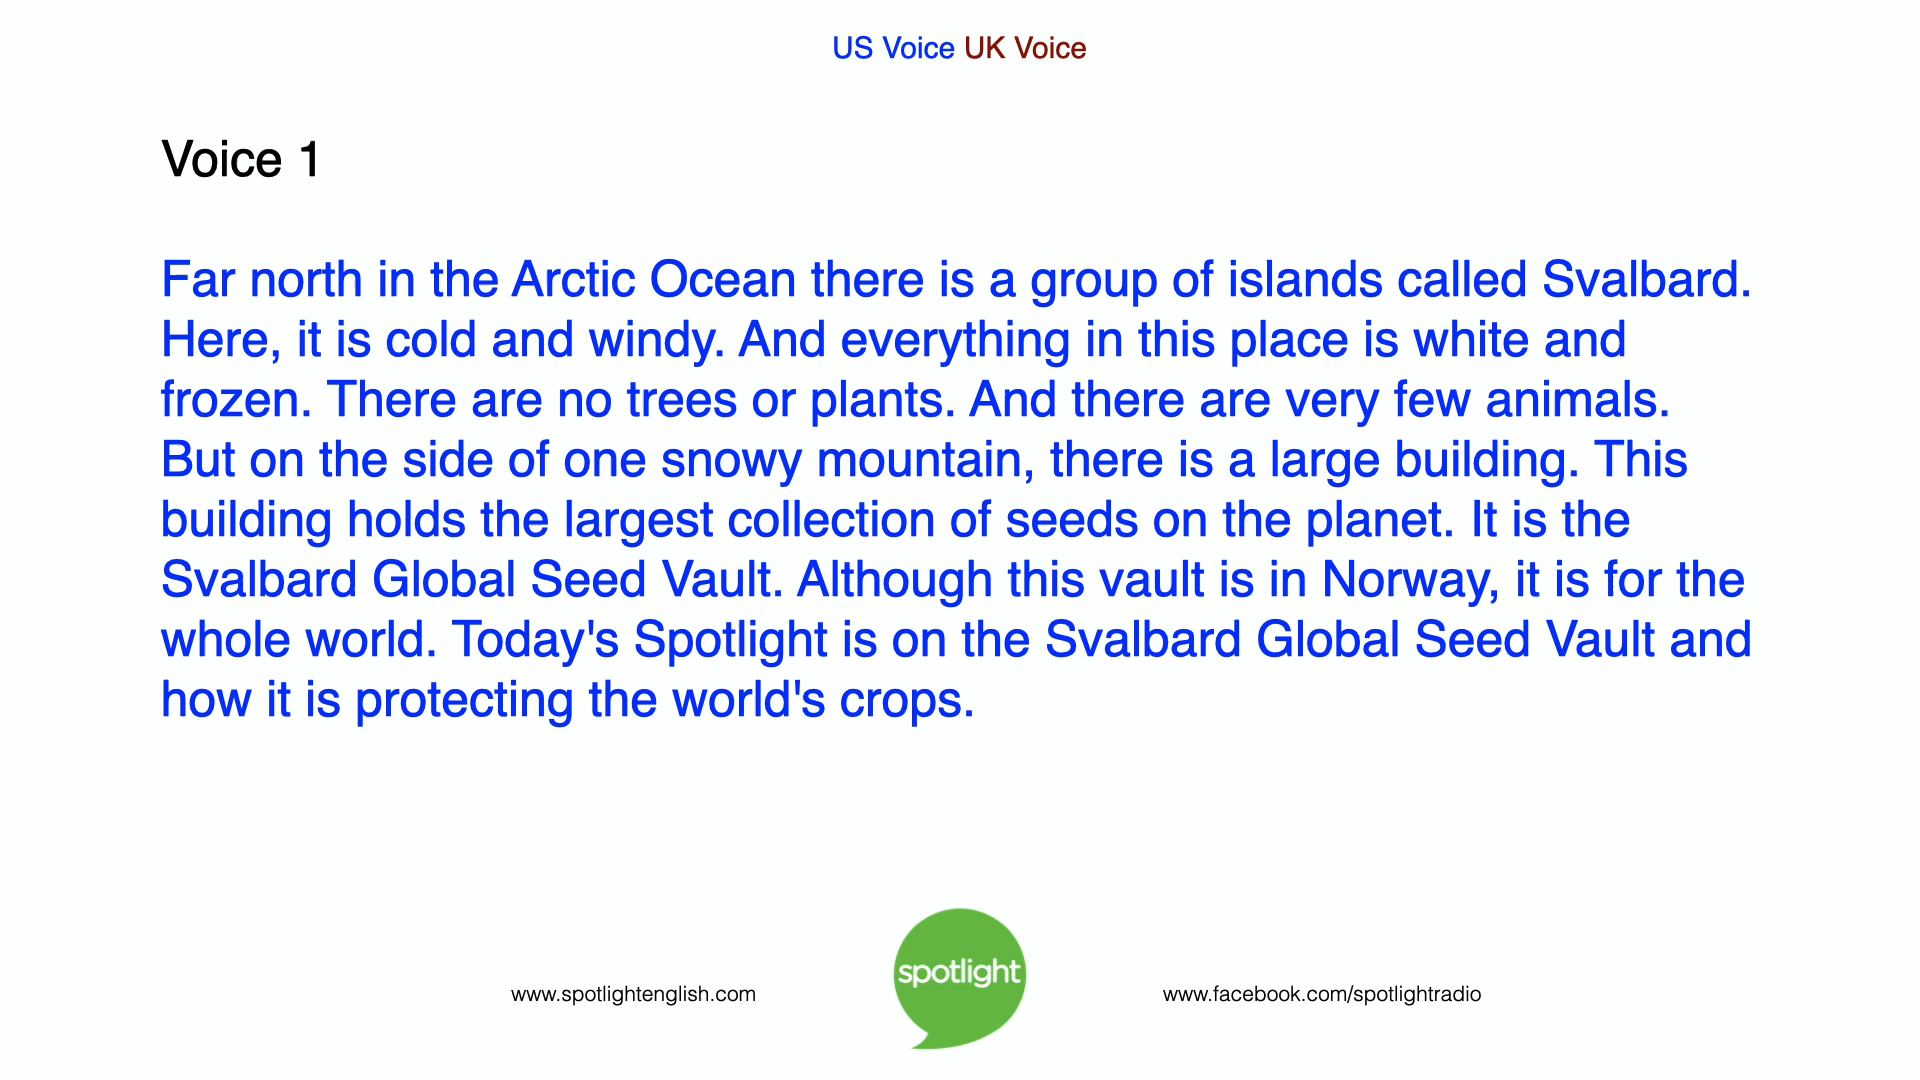 US Voice UK Voice
Voice 1
Far north in the Arctic Ocean there is a group of islands called Svalbard.
Here, it is cold and windy. And everything in this place is white and
frozen. There are no trees or plants. And there are very few animals.
But on the side of one snowy mountain, there is a large building. This
building holds the largest collection of seeds on the planet. It is the
Svalbard Global Seed Vault. Although this vault is in Norway, it is for the
whole world. Today's Spotlight is on the Svalbard Global Seed Vault and
how it is protecting the world's crops.
spotlight
www.spotlightenglish.com
www.facebook.com/spotlightradio